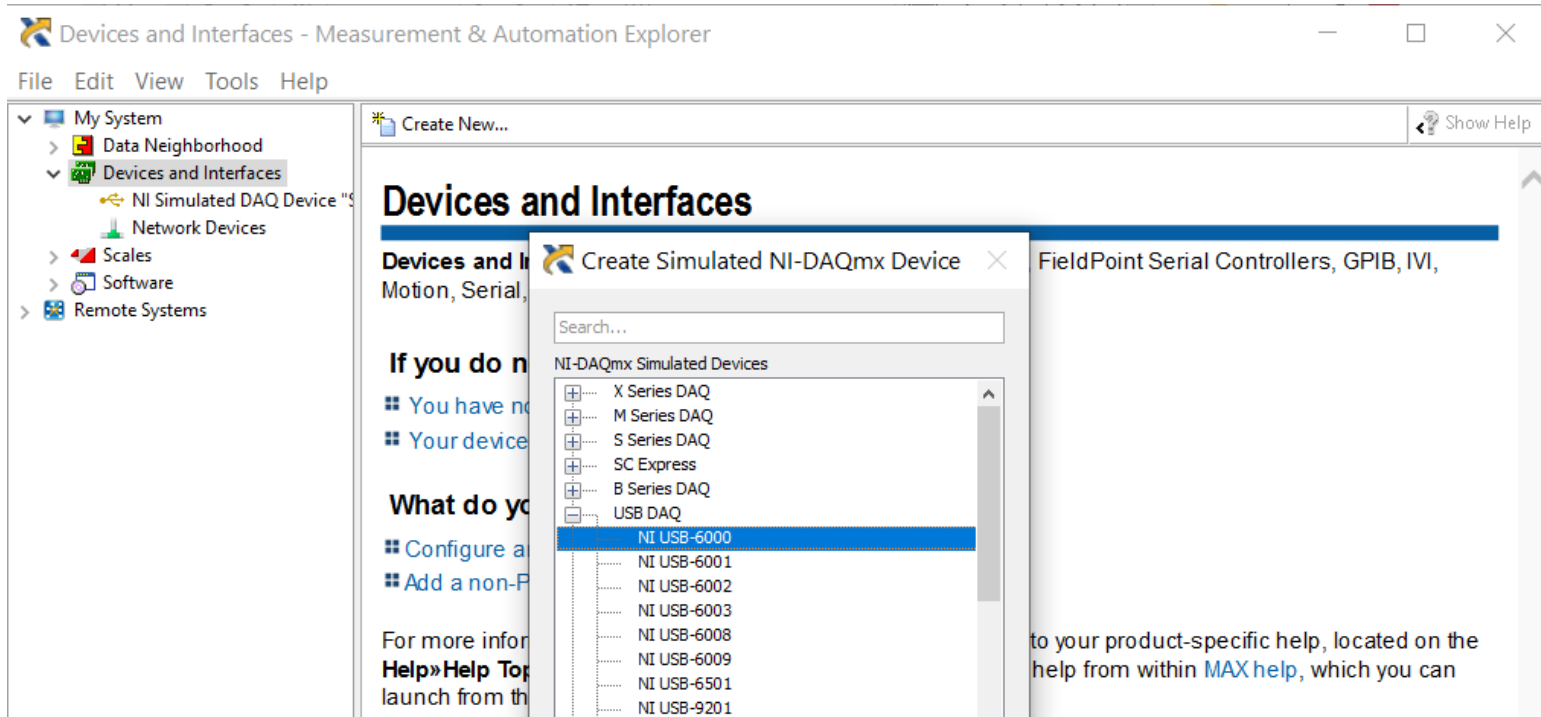 Devices and Interfaces - Measurement & Automation Explorer
File Edit View Tools Help
My System
Data Neighborhood
Devices and Interfaces
NI Simulated DAQ Device "S
Network Devices
Scales
Software
Remote Systems
Create New...
Show Help
Devices and Interfaces
Devices and I
FieldPoint Serial Controllers, GPIB, IVI,
Motion, Serial,
If you do n
You have no
Your device
What do yo
Configure a
Add a non-P
For more infor
to your product-specific help, located on the
Help»Help Top
help from within MAX help, which you can
launch from th
Create Simulated NI-DAQmx Device
Search...
NI-DAQmx Simulated Devices
X Series DAQ
M Series DAQ
S Series DAQ
SC Express
B Series DAQ
USB DAQ
NI USB-6000
NI USB-6001
NI USB-6002
NI USB-6003
NI USB-6008
NI USB-6009
NI USB-6501
NI USB-9201